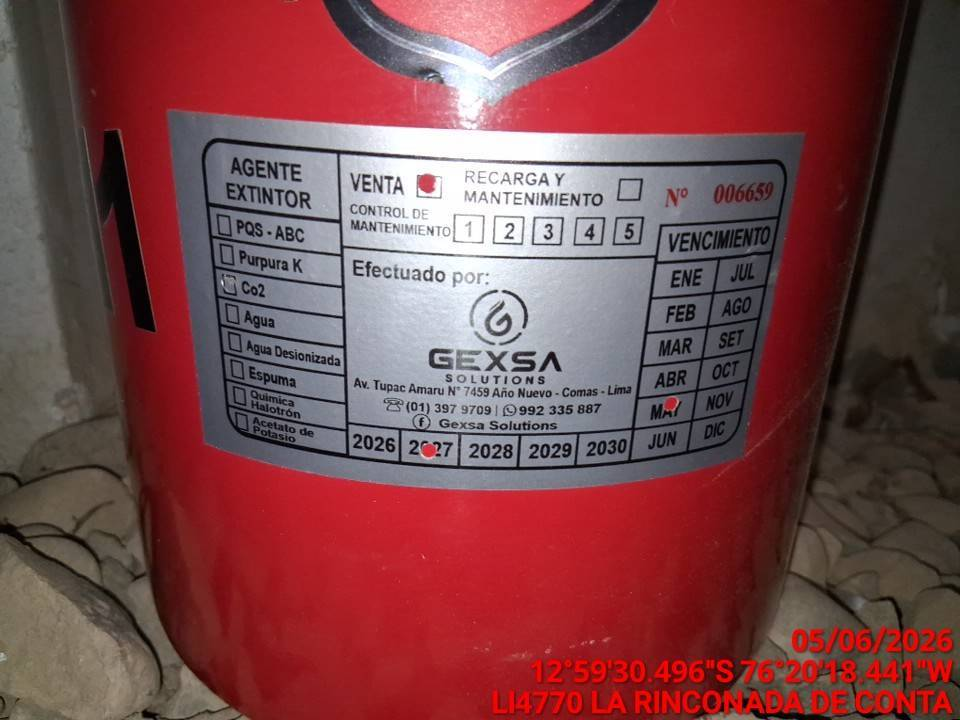 1
AGENTE
EXTINTOR
PQS - ABC
Purpura K
Co2
Agua
Agua Desionizada
Espuma
Quimica
Halotrón
Acetato de
Potasio
VENTA
RECARGA Y
MANTENIMIENTO
CONTROL DE
MANTENIMIENTO 1 2 3 4 5
Nº 006659
Efectuado por:
GEXSA
SOLUTIONS
Av. Tupac Amaru N° 7459 Año Nuevo - Comas - Lima
(01) 397 9709 | 992 335 887
Gexsa Solutions
2026 2027 2028 2029 2030
VENCIMIENTO
ENE JUL
FEB AGO
MAR SET
ABR OCT
MAY NOV
JUN DIC
05/06/2026
12°59'30.496"S 76°20'18.441"W
LI4770 LA RINCONADA DE CONTA